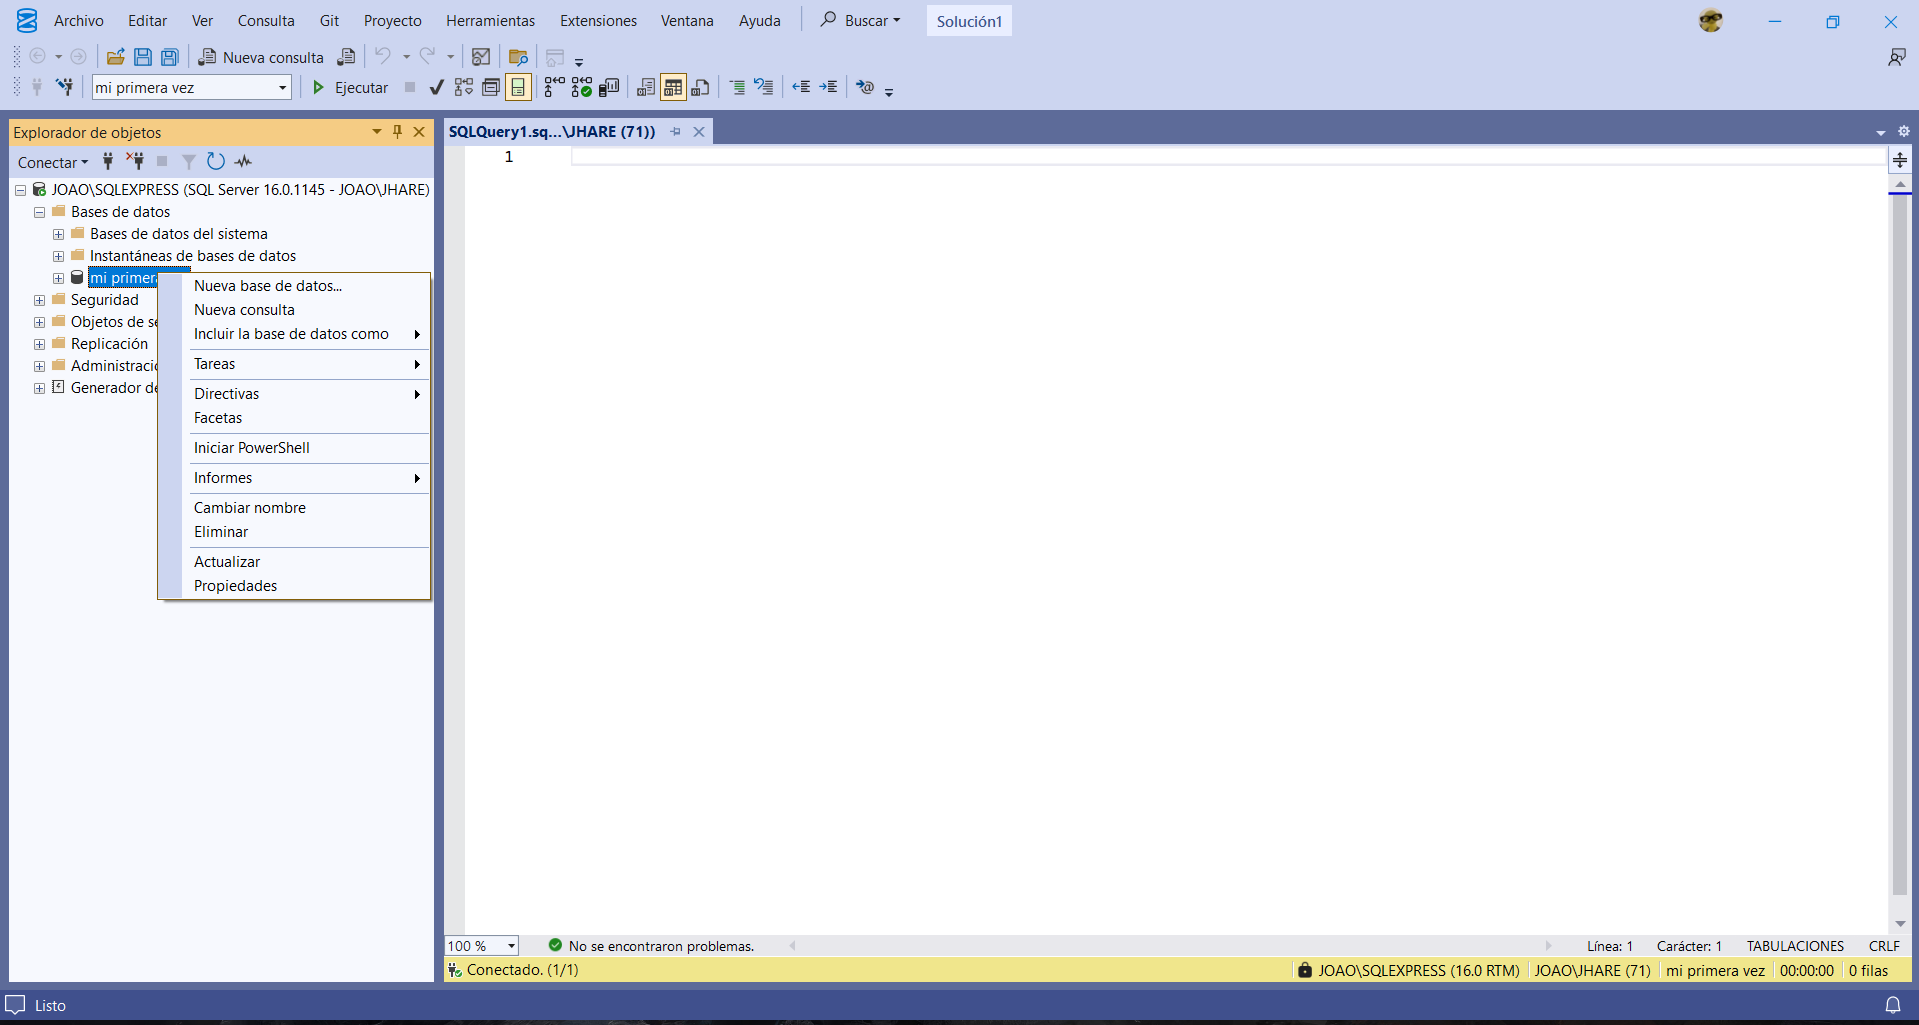 Archivo Editar Ver Consulta Git Proyecto Herramientas Extensiones Ventana Ayuda Buscar Solución1
Nueva consulta
mi primera vez Ejecutar
Explorador de objetos
Conectar
JOAO\SQLEXPRESS (SQL Server 16.0.1145 - JOAO\JHARE)
Bases de datos
Bases de datos del sistema
Instantáneas de bases de datos
mi primera
Seguridad
Objetos de se
Replicación
Administració
Generador de
Nueva base de datos...
Nueva consulta
Incluir la base de datos como
Tareas
Directivas
Facetas
Iniciar PowerShell
Informes
Cambiar nombre
Eliminar
Actualizar
Propiedades
SQLQuery1.sq...\JHARE (71))
1
100 % No se encontraron problemas. Línea: 1 Carácter: 1 TABULACIONES CRLF
Conectado. (1/1) JOAO\SQLEXPRESS (16.0 RTM) JOAO\JHARE (71) mi primera vez 00:00:00 0 filas
Listo